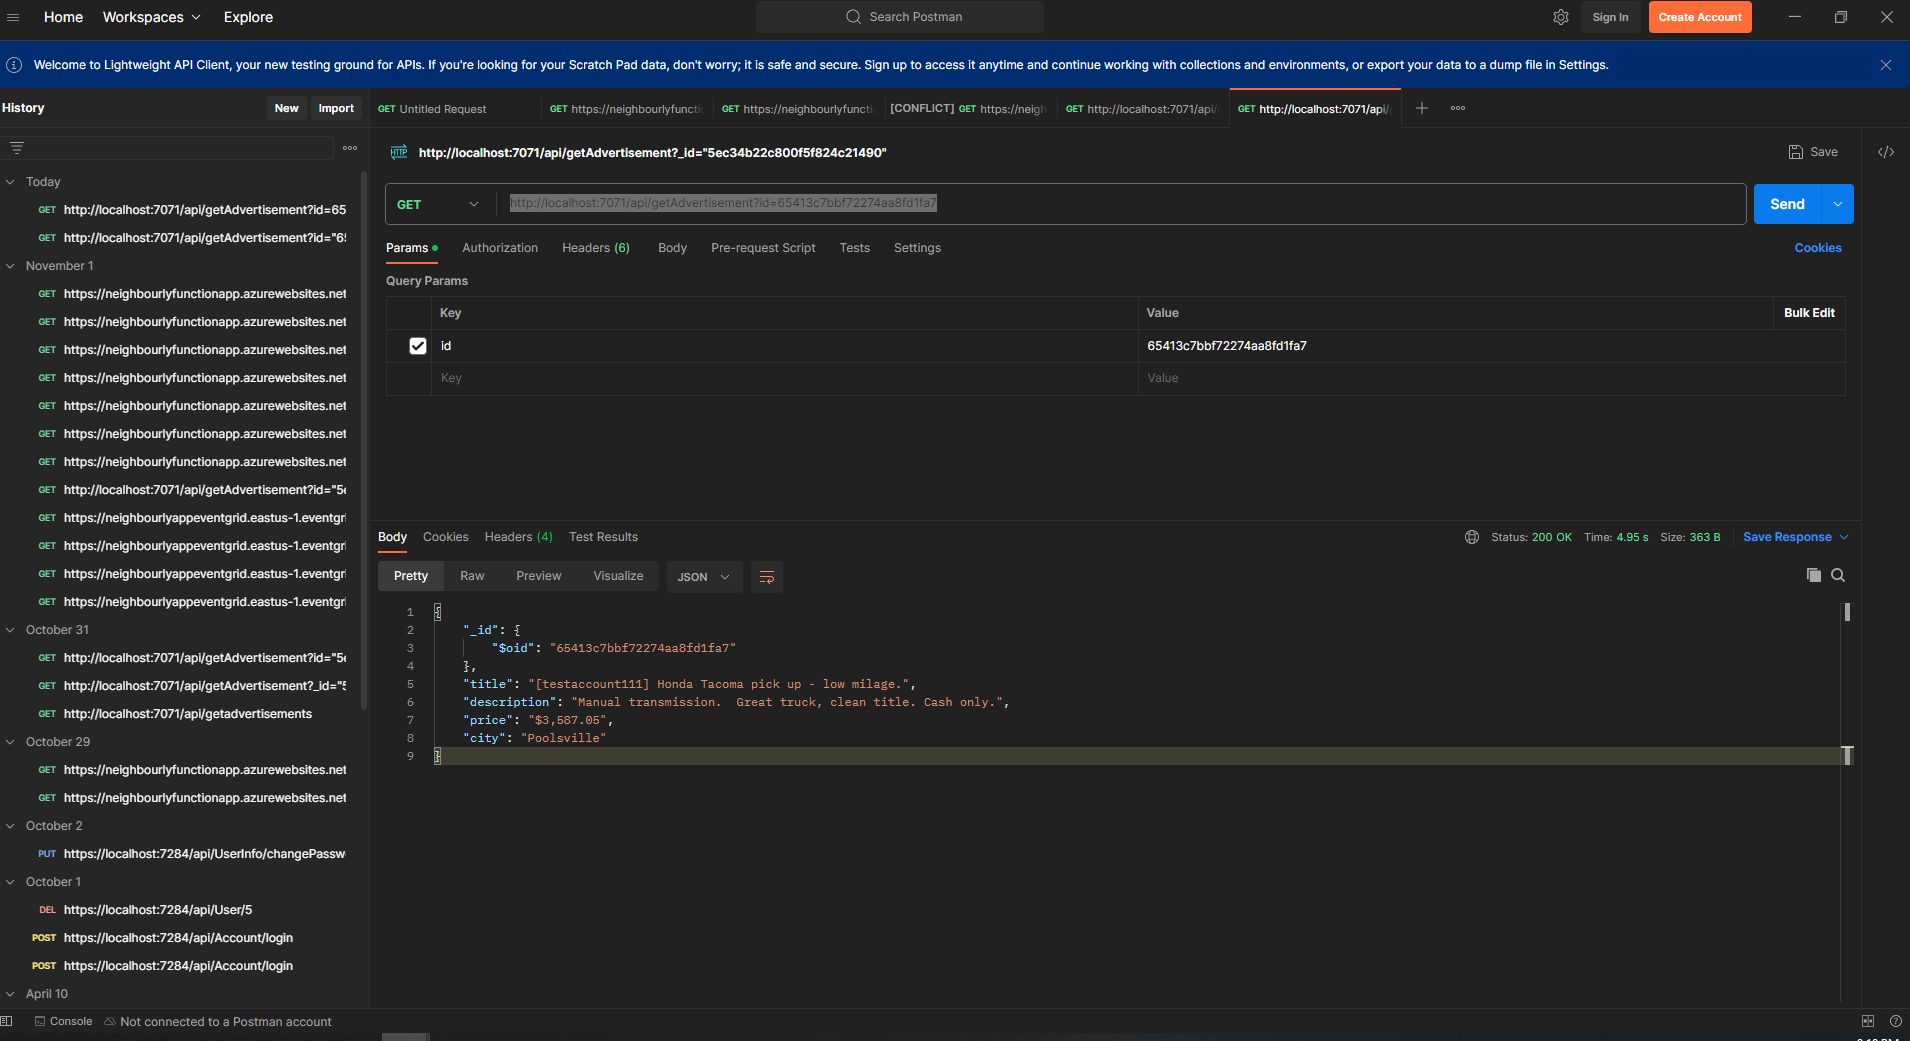 Home Workspaces Explore Search Postman Sign In Create Account
Welcome to Lightweight API Client, your new testing ground for APIs. If you're looking for your Scratch Pad data, don't worry; it is safe and secure. Sign up to access it anytime and continue working with collections and environments, or export your data to a dump file in Settings.
History New Import
GET Untitled Request GET https://neighbourlyfuncti GET https://neighbourlyfuncti [CONFLICT] GET https://neigh GET http://localhost:7071/api/ GET http://localhost:7071/api/
Today
GET http://localhost:7071/api/getAdvertisement?id=65
GET http://localhost:7071/api/getAdvertisement?id="65
November 1
GET https://neighbourlyfunctionapp.azurewebsites.net
GET https://neighbourlyfunctionapp.azurewebsites.net
GET https://neighbourlyfunctionapp.azurewebsites.net
GET https://neighbourlyfunctionapp.azurewebsites.net
GET https://neighbourlyfunctionapp.azurewebsites.net
GET https://neighbourlyfunctionapp.azurewebsites.net
GET https://neighbourlyfunctionapp.azurewebsites.net
GET http://localhost:7071/api/getAdvertisement?id="5e
GET https://neighbourlyappeventgrid.eastus-1.eventgri
GET https://neighbourlyappeventgrid.eastus-1.eventgri
GET https://neighbourlyappeventgrid.eastus-1.eventgri
GET https://neighbourlyappeventgrid.eastus-1.eventgri
October 31
GET http://localhost:7071/api/getAdvertisement?id="5e
GET http://localhost:7071/api/getAdvertisement?_id="5
GET http://localhost:7071/api/getadvertisements
October 29
GET https://neighbourlyfunctionapp.azurewebsites.net
GET https://neighbourlyfunctionapp.azurewebsites.net
October 2
PUT https://localhost:7284/api/UserInfo/changePassw
October 1
DEL https://localhost:7284/api/User/5
POST https://localhost:7284/api/Account/login
POST https://localhost:7284/api/Account/login
April 10
HTTP http://localhost:7071/api/getAdvertisement?_id="5ec34b22c800f5f824c21490" Save
GET http://localhost:7071/api/getAdvertisement?id=65413c7bbf72274aa8fd1fa7 Send
Params Authorization Headers (6) Body Pre-request Script Tests Settings Cookies
Query Params
Key Value Bulk Edit
id 65413c7bbf72274aa8fd1fa7
Key Value
Body Cookies Headers (4) Test Results Status: 200 OK Time: 4.95 s Size: 363 B Save Response
Pretty Raw Preview Visualize JSON
1 {
2 "_id": {
3 "$oid": "65413c7bbf72274aa8fd1fa7"
4 },
5 "title": "[testaccount111] Honda Tacoma pick up - low milage.",
6 "description": "Manual transmission.  Great truck, clean title. Cash only.",
7 "price": "$3,587.05",
8 "city": "Poolsville"
9 }
Console Not connected to a Postman account